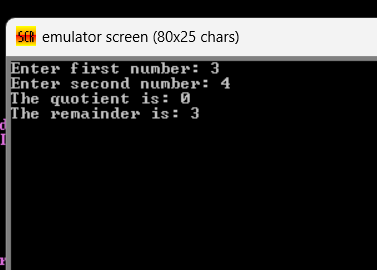 SCR
emulator screen (80x25 chars)
Enter first number: 3
Enter second number: 4
The quotient is: 0
The remainder is: 3